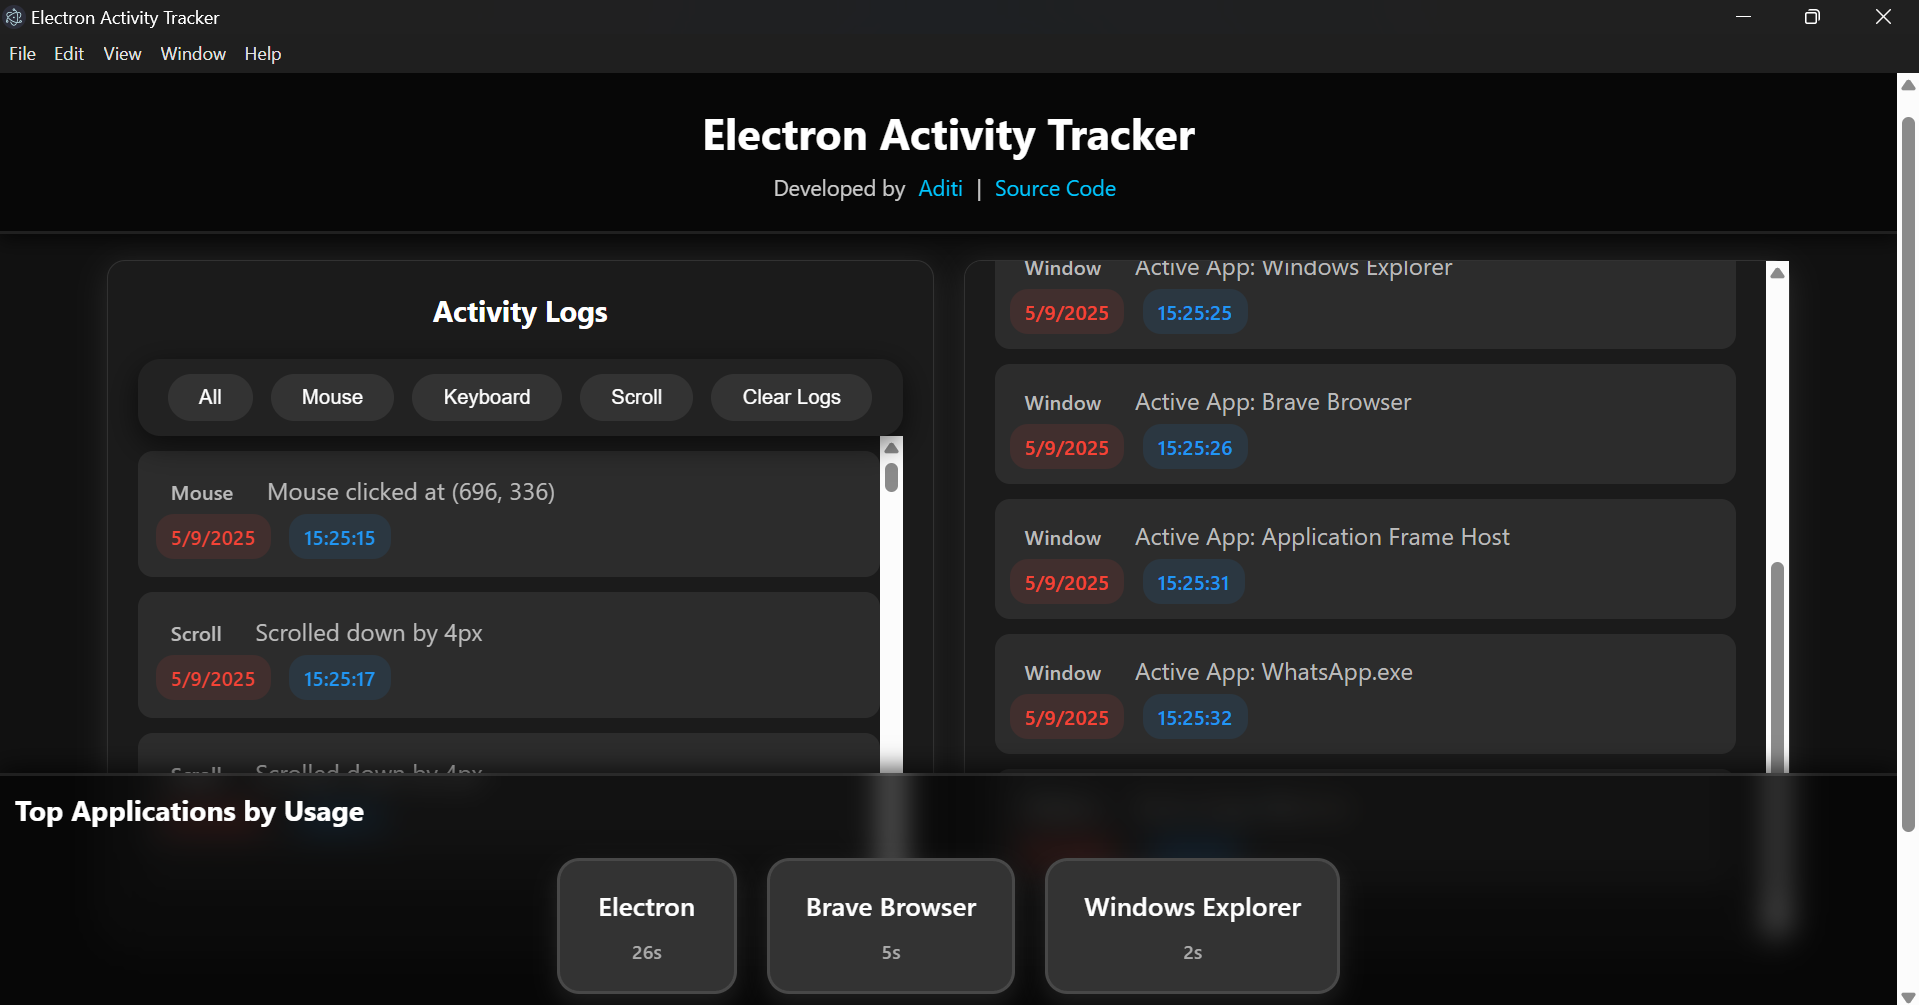 Electron Activity Tracker
File Edit View Window Help
Electron Activity Tracker
Developed by Aditi | Source Code
Activity Logs
All Mouse Keyboard Scroll Clear Logs
Mouse Mouse clicked at (696, 336)
5/9/2025 15:25:15
Scroll Scrolled down by 4px
5/9/2025 15:25:17
Scroll Scrolled down by 4px
Window Active App: Windows Explorer
5/9/2025 15:25:25
Window Active App: Brave Browser
5/9/2025 15:25:26
Window Active App: Application Frame Host
5/9/2025 15:25:31
Window Active App: WhatsApp.exe
5/9/2025 15:25:32
Top Applications by Usage
Electron
26s
Brave Browser
5s
Windows Explorer
2s